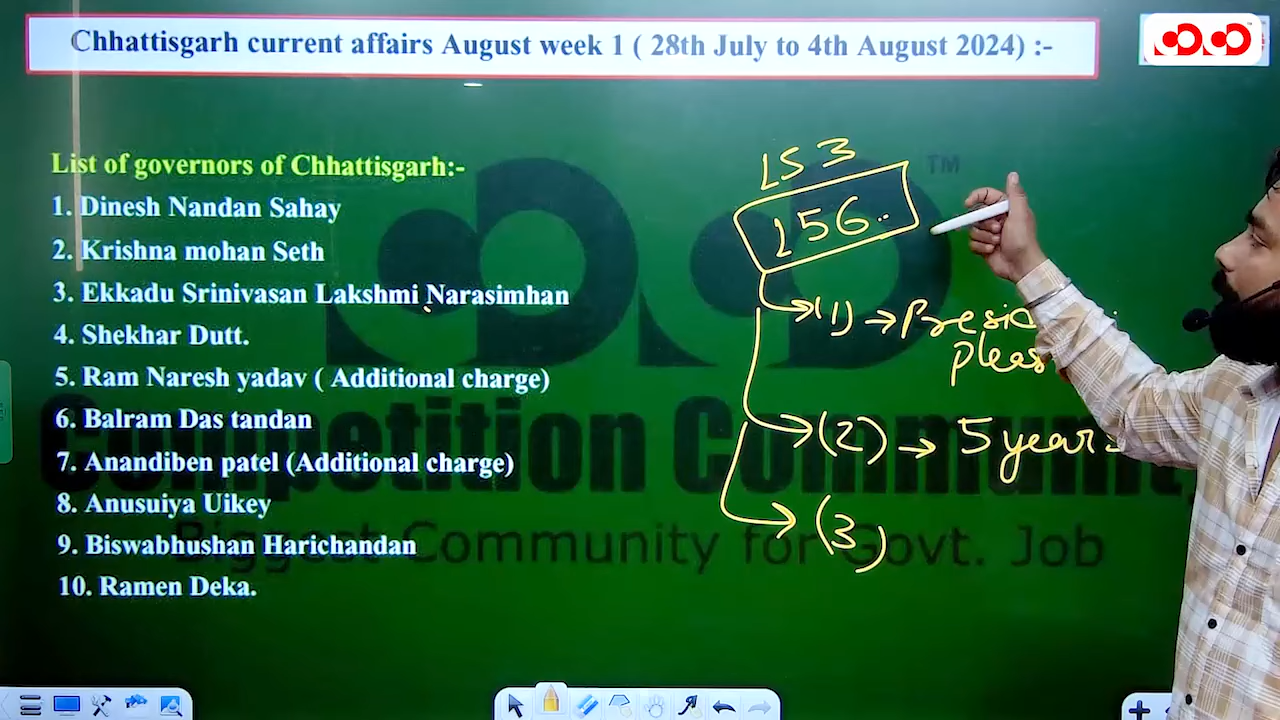 Chhattisgarh current affairs August week 1 ( 28th July to 4th August 2024) :-
List of governors of Chhattisgarh:-
1. Dinesh Nandan Sahay
2. Krishna mohan Seth
3. Ekkadu Srinivasan Lakshmi Narasimhan
4. Shekhar Dutt.
5. Ram Naresh yadav ( Additional charge)
6. Balram Das tandan
7. Anandiben patel (Additional charge)
8. Anusuiya Uikey
9. Biswabhushan Harichandan
10. Ramen Deka.
153
156..
(1) →
(2) → 5 years
(3)
TM
Competition
Biggest Community for Govt. Job